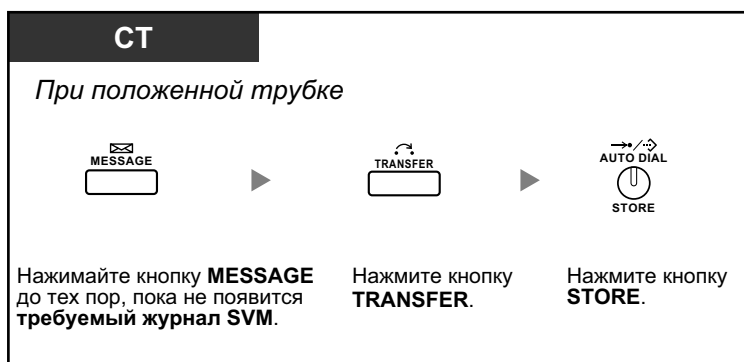 СТ
При положенной трубке
MESSAGE
TRANSFER
AUTO DIAL
STORE
Нажимайте кнопку MESSAGE
до тех пор, пока не появится
требуемый журнал SVM.
Нажмите кнопку
TRANSFER.
Нажмите кнопку
STORE.